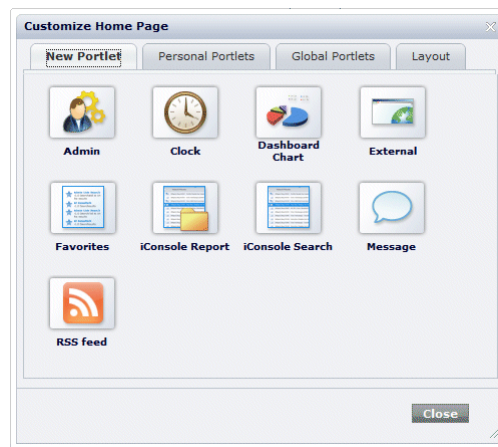 Customize Home Page
New Portlet
Personal Portlets
Global Portlets
Layout
Admin
Clock
Dashboard
Chart
External
Favorites
iConsole Report
iConsole Search
Message
RSS feed
Close